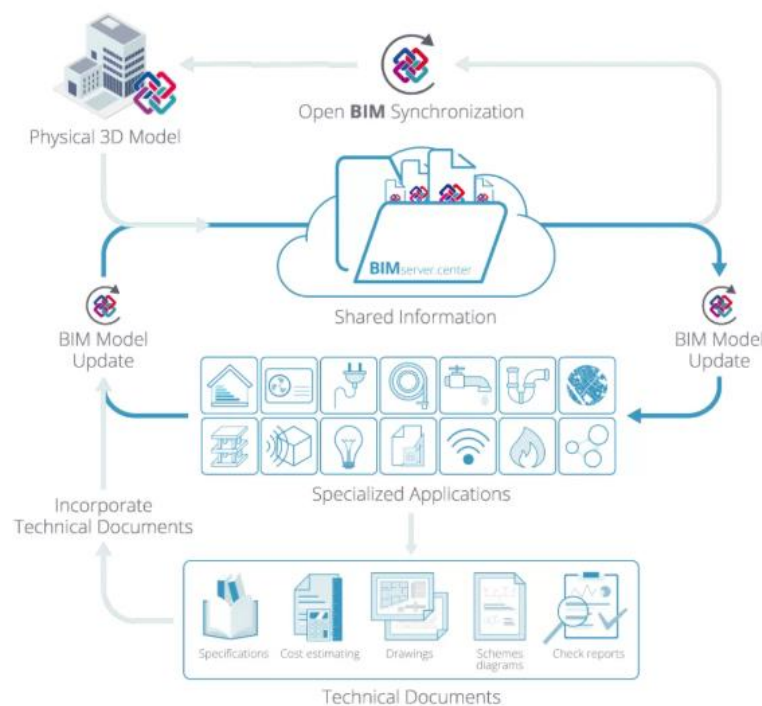 Open BIM Synchronization
Physical 3D Model
BIMserver.center
Shared Information
BIM Model
Update
BIM Model
Update
Specialized Applications
Incorporate
Technical Documents
Specifications
Cost estimating
Drawings
Schemes
diagrams
Check reports
Technical Documents